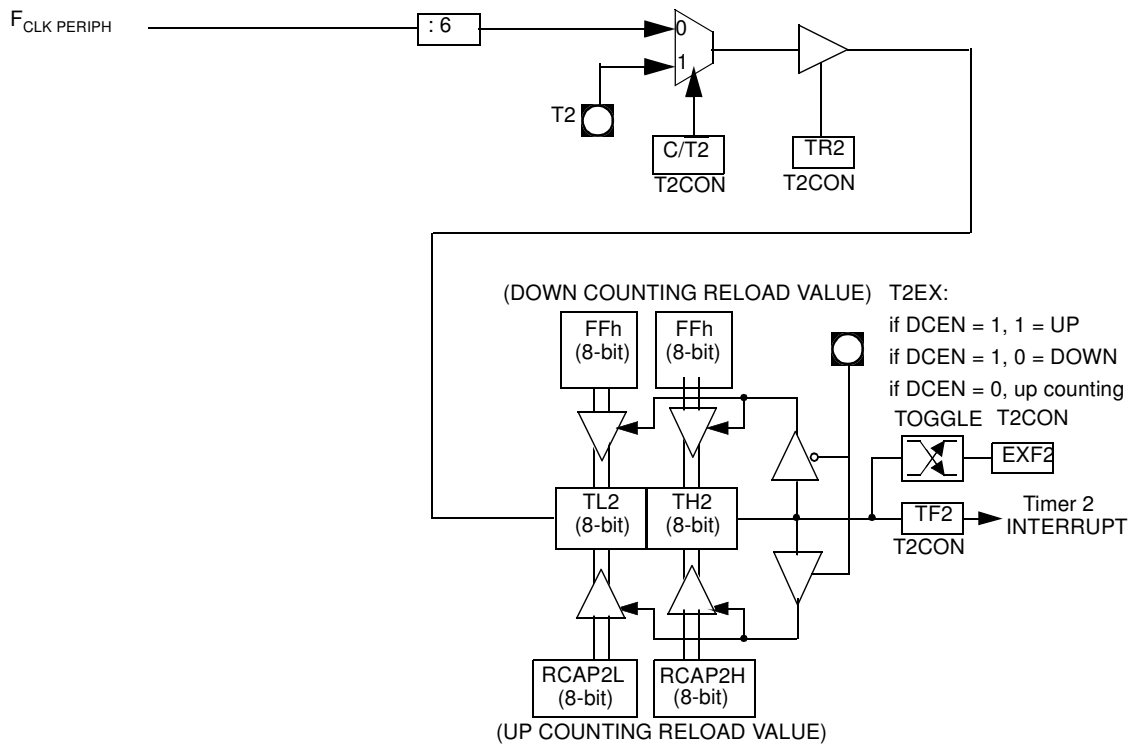 FCLK PERIPH
: 6
0
1
T2
C/T2
TR2
T2CON
T2CON
(DOWN COUNTING RELOAD VALUE)
T2EX:
if DCEN = 1, 1 = UP
if DCEN = 1, 0 = DOWN
if DCEN = 0, up counting
FFh
(8-bit)
FFh
(8-bit)
TOGGLE
T2CON
EXF2
TL2
(8-bit)
TH2
(8-bit)
TF2
T2CON
Timer 2
INTERRUPT
RCAP2L
(8-bit)
RCAP2H
(8-bit)
(UP COUNTING RELOAD VALUE)